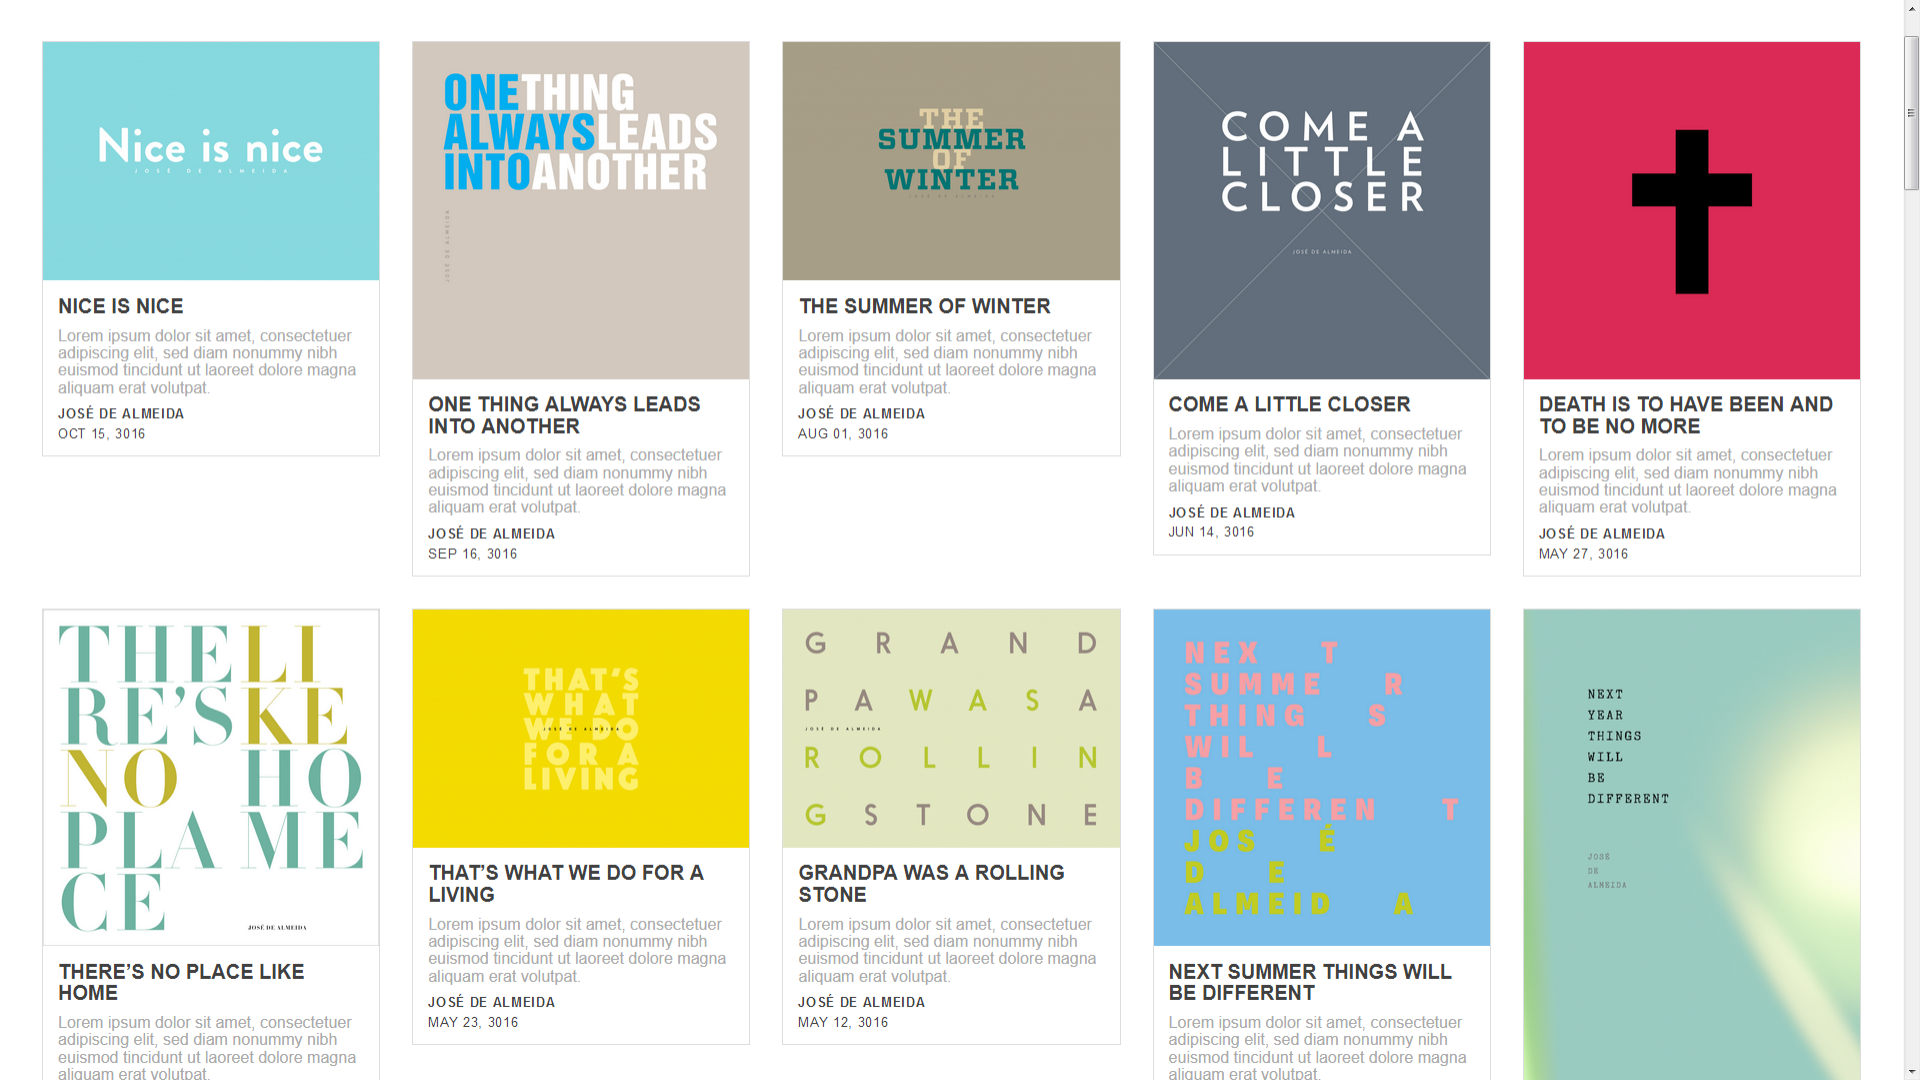 Nice is nice
JOSÉ DE ALMEIDA
NICE IS NICE
Lorem ipsum dolor sit amet, consectetuer
adipiscing elit, sed diam nonummy nibh
euismod tincidunt ut laoreet dolore magna
aliquam erat volutpat.
JOSÉ DE ALMEIDA
OCT 15, 3016
ONETHING
ALWAYSLEADS
INTOANOTHER
JOSÉ DE ALMEIDA
ONE THING ALWAYS LEADS
INTO ANOTHER
Lorem ipsum dolor sit amet, consectetuer
adipiscing elit, sed diam nonummy nibh
euismod tincidunt ut laoreet dolore magna
aliquam erat volutpat.
JOSÉ DE ALMEIDA
SEP 16, 3016
THE
SUMMER
OF
WINTER
JOSÉ DE ALMEIDA
THE SUMMER OF WINTER
Lorem ipsum dolor sit amet, consectetuer
adipiscing elit, sed diam nonummy nibh
euismod tincidunt ut laoreet dolore magna
aliquam erat volutpat.
JOSÉ DE ALMEIDA
AUG 01, 3016
COME A
LITTLE
CLOSER
JOSÉ DE ALMEIDA
COME A LITTLE CLOSER
Lorem ipsum dolor sit amet, consectetuer
adipiscing elit, sed diam nonummy nibh
euismod tincidunt ut laoreet dolore magna
aliquam erat volutpat.
JOSÉ DE ALMEIDA
JUN 14, 3016
DEATH IS TO HAVE BEEN AND
TO BE NO MORE
Lorem ipsum dolor sit amet, consectetuer
adipiscing elit, sed diam nonummy nibh
euismod tincidunt ut laoreet dolore magna
aliquam erat volutpat.
JOSÉ DE ALMEIDA
MAY 27, 3016
THELI
RE’SKE
NO HO
PLA ME
CE
JOSÉ DE ALMEIDA
THERE’S NO PLACE LIKE
HOME
Lorem ipsum dolor sit amet, consectetuer
adipiscing elit, sed diam nonummy nibh
euismod tincidunt ut laoreet dolore magna
aliquam erat volutpat.
THAT’S
WHAT
WE DO
FOR A
LIVING
JOSÉ DE ALMEIDA
THAT’S WHAT WE DO FOR A
LIVING
Lorem ipsum dolor sit amet, consectetuer
adipiscing elit, sed diam nonummy nibh
euismod tincidunt ut laoreet dolore magna
aliquam erat volutpat.
JOSÉ DE ALMEIDA
MAY 23, 3016
G R A N D
P A W A S A
JOSÉ DE ALMEIDA
R O L L I N
G S T O N E
GRANDPA WAS A ROLLING
STONE
Lorem ipsum dolor sit amet, consectetuer
adipiscing elit, sed diam nonummy nibh
euismod tincidunt ut laoreet dolore magna
aliquam erat volutpat.
JOSÉ DE ALMEIDA
MAY 12, 3016
NEX T
SUMME R
THING S
WIL L
B E
DIFFEREN T
JOS É
D E
ALMEID A
NEXT SUMMER THINGS WILL
BE DIFFERENT
Lorem ipsum dolor sit amet, consectetuer
adipiscing elit, sed diam nonummy nibh
euismod tincidunt ut laoreet dolore magna
aliquam erat volutpat.
NEXT
YEAR
THINGS
WILL
BE
DIFFERENT
JOSÉ
DE
ALMEIDA